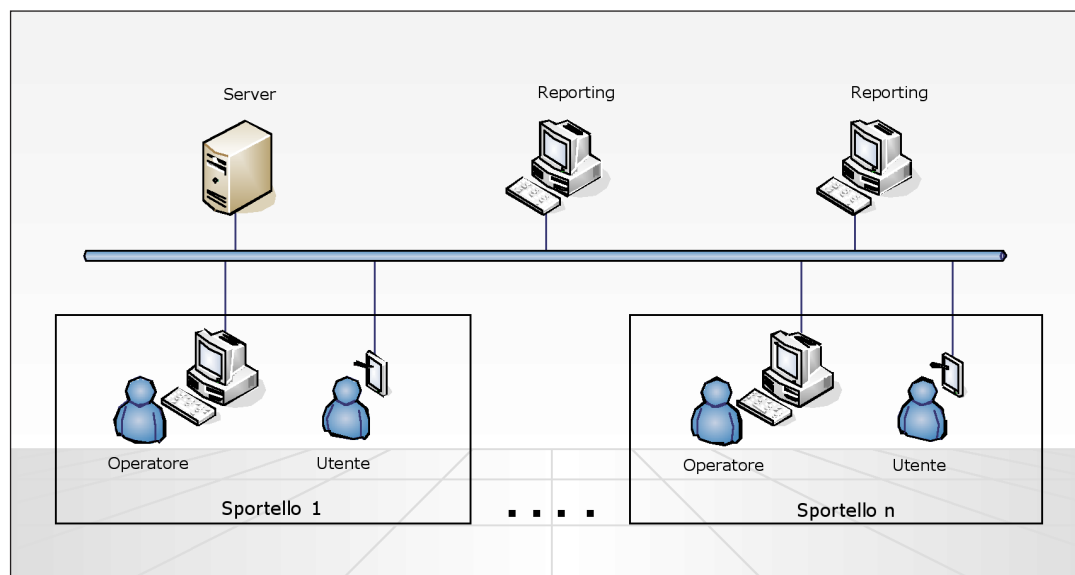 Server
Reporting
Reporting
Operatore
Utente
Sportello 1
. . . .
Operatore
Utente
Sportello n